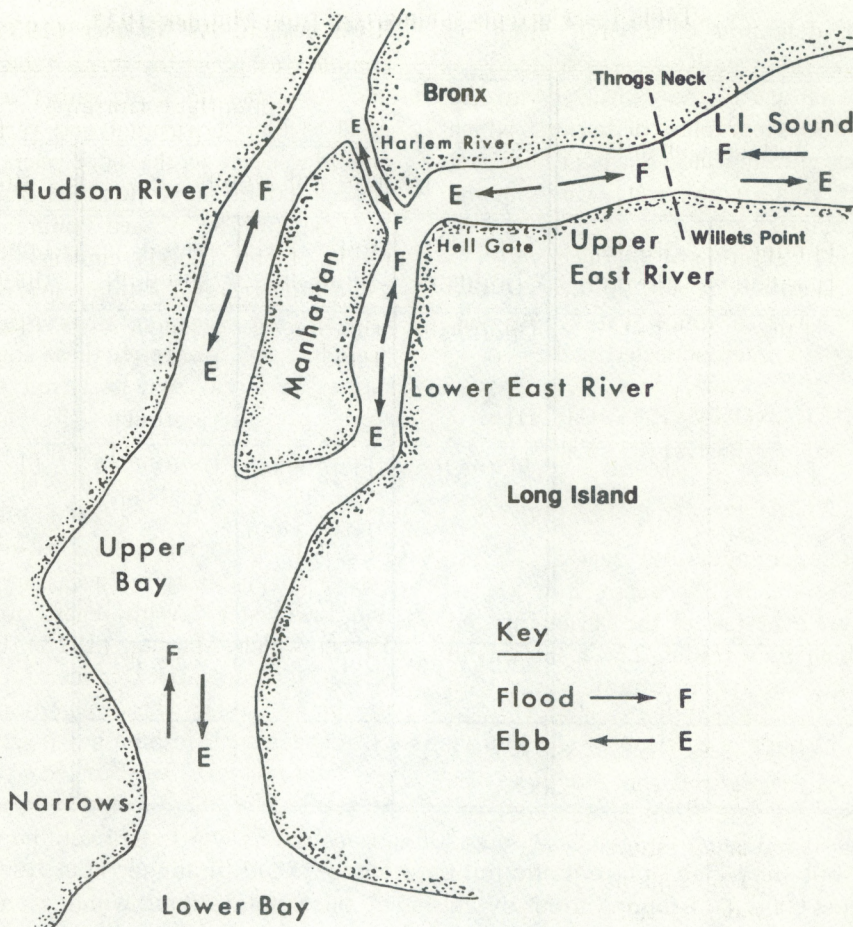 Bronx
Throgs Neck
L.I. Sound
E
Harlem River
F
Hudson River
F
E
F
E
F
Hell Gate
Upper
East River
Willets Point
F
Manhattan
E
Lower East River
E
Long Island
Upper
Bay
Key
F
Flood F
Ebb E
E
Narrows
Lower Bay